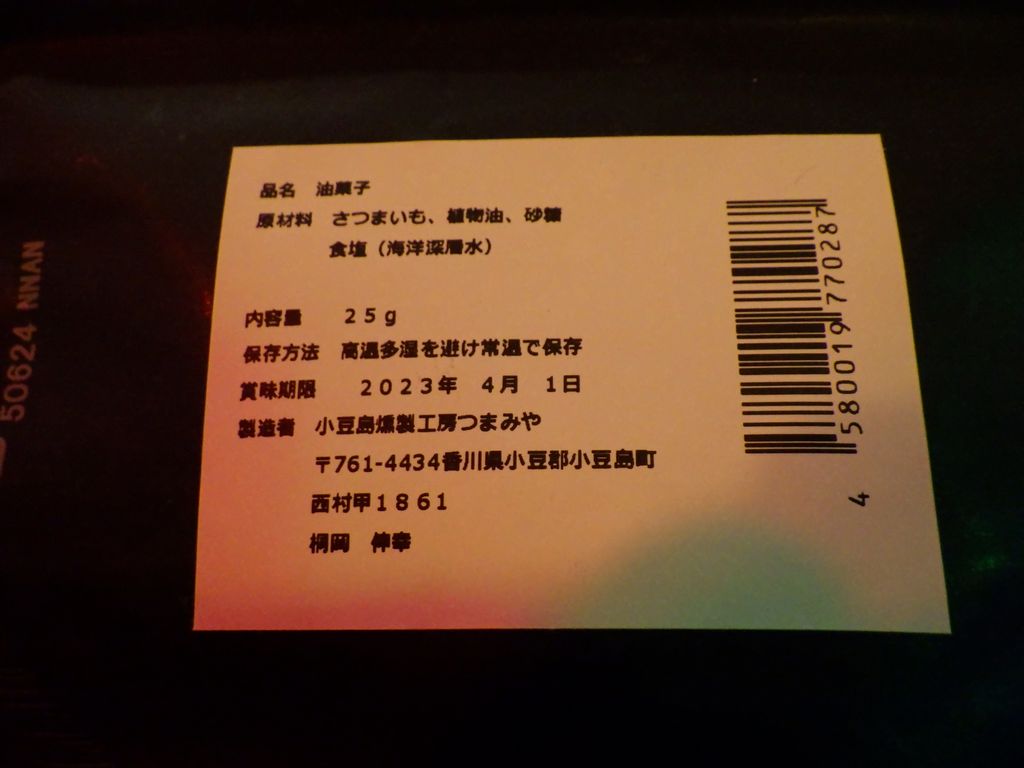 品名 油菓子
原材料 さつまいも、植物油、砂糖
食塩（海洋深層水）
内容量 25g
保存方法 高温多湿を避け常温で保存
賞味期限 2023年 4月 1日
製造者 小豆島燻製工房つまみや
〒761-4434香川県小豆郡小豆島町
西村甲1861
桐岡 伸幸
4 580019 770287
50624 NNAN